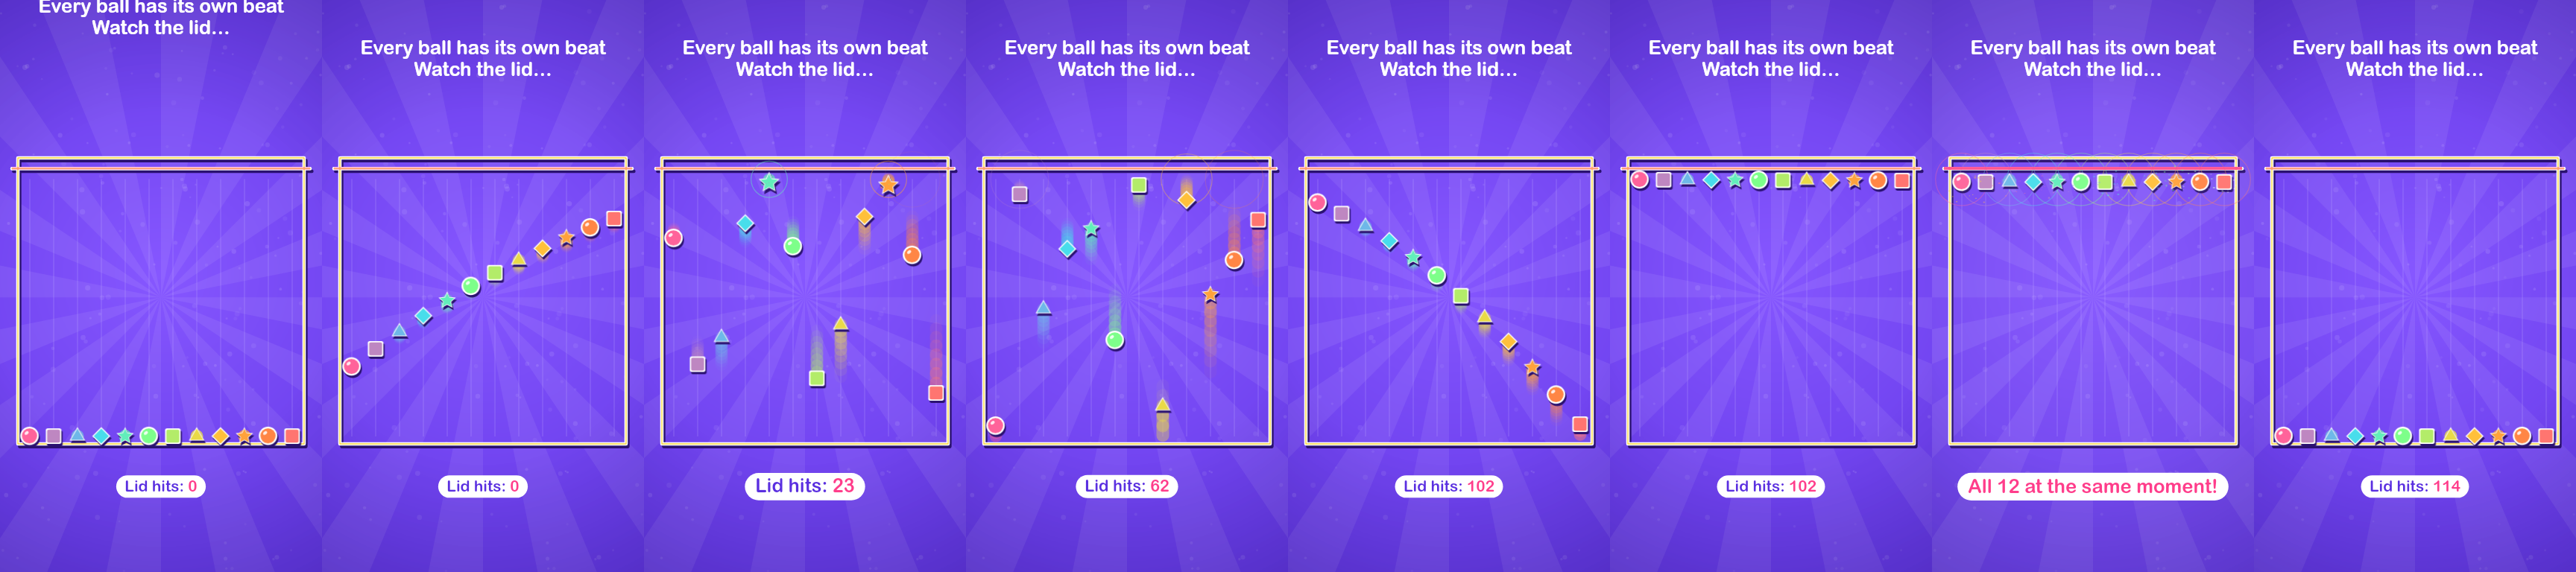 Every ball has its own beat
Watch the lid...
Lid hits: 0
Every ball has its own beat
Watch the lid...
Lid hits: 0
Every ball has its own beat
Watch the lid...
Lid hits: 23
Every ball has its own beat
Watch the lid...
Lid hits: 62
Every ball has its own beat
Watch the lid...
Lid hits: 102
Every ball has its own beat
Watch the lid...
Lid hits: 102
Every ball has its own beat
Watch the lid...
All 12 at the same moment!
Every ball has its own beat
Watch the lid...
Lid hits: 114